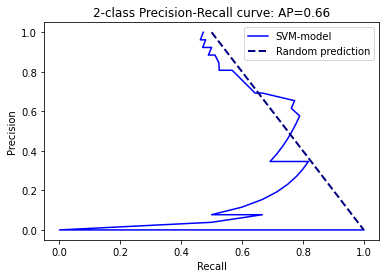 2-class Precision-Recall curve: AP=0.66
SVM-model
Random prediction
Precision
1.0
0.8
0.6
0.4
0.2
0.0
0.0 0.2 0.4 0.6 0.8 1.0
Recall